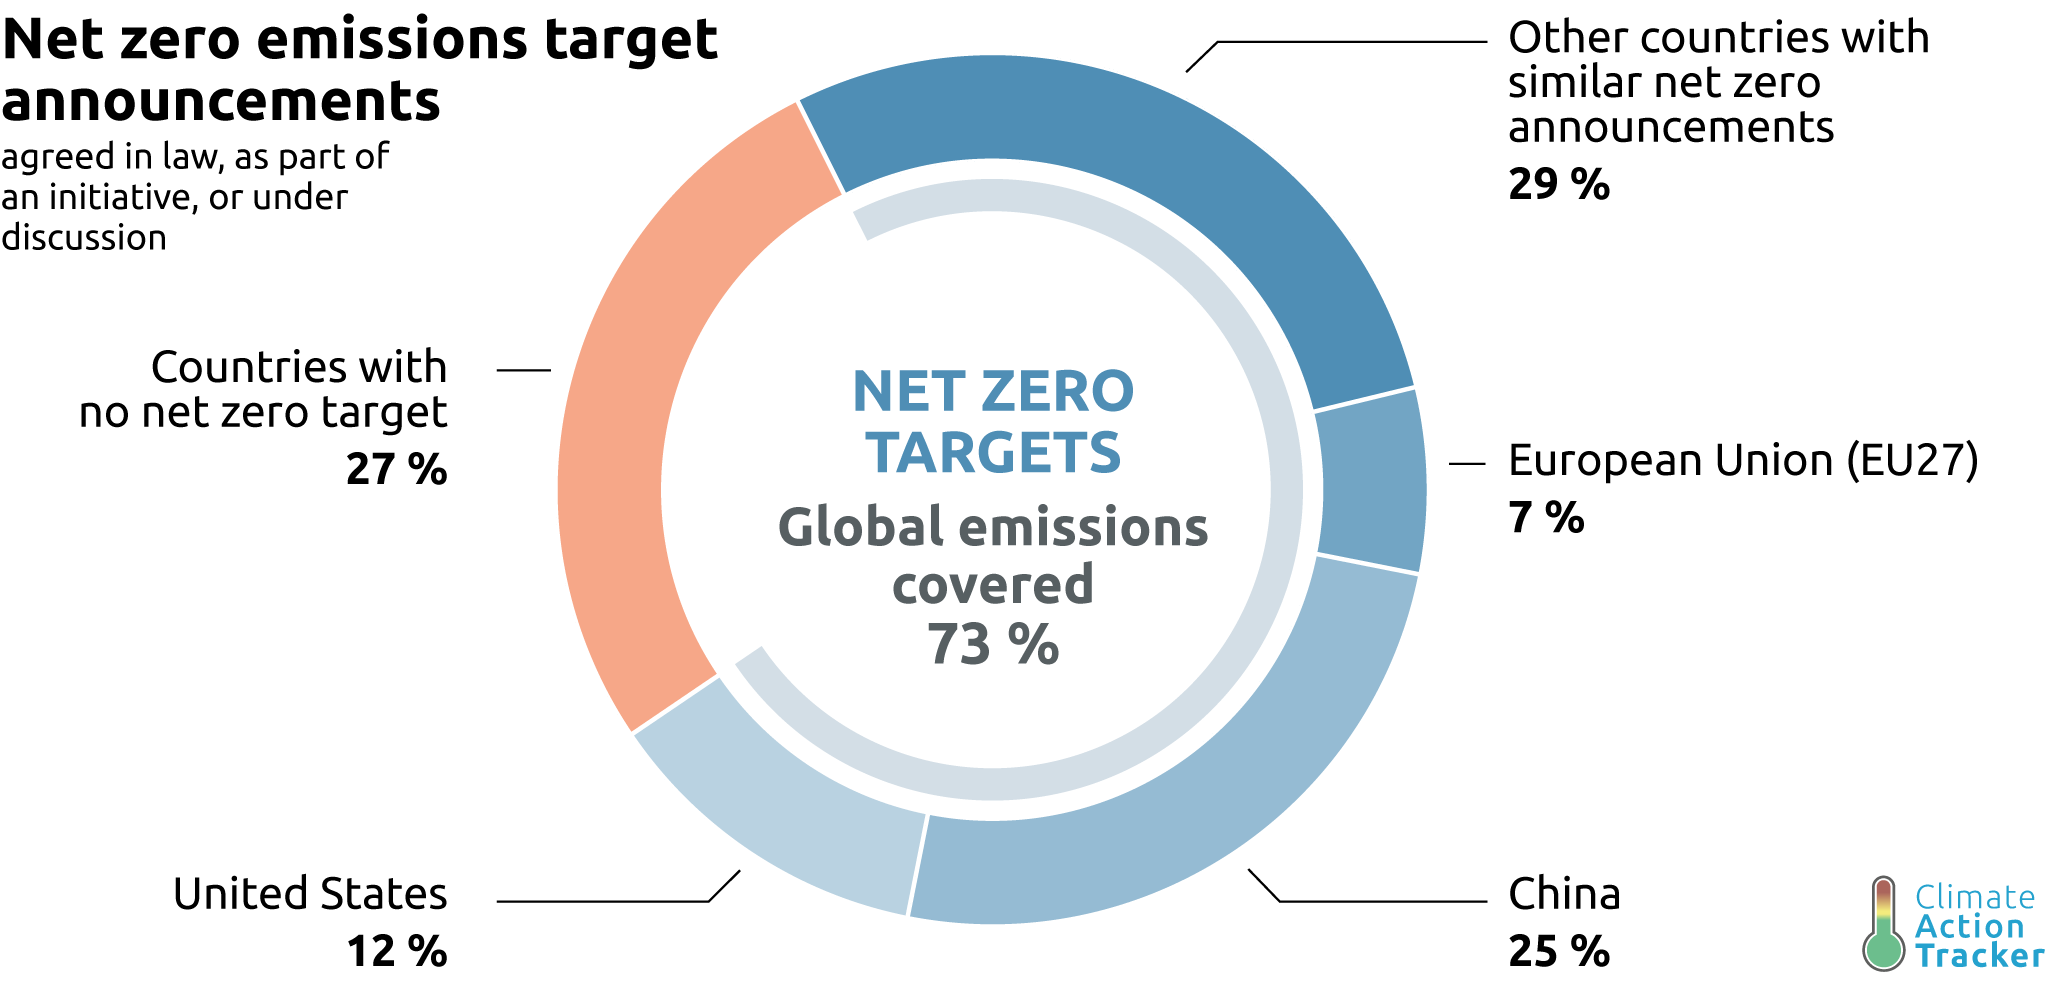 Net zero emissions target
announcements
agreed in law, as part of
an initiative, or under
discussion
Other countries with
similar net zero
announcements
29 %
Countries with
no net zero target
27 %
NET ZERO
TARGETS
Global emissions
covered
73 %
European Union (EU27)
7 %
United States
12 %
China
25 %
Climate
Action
Tracker